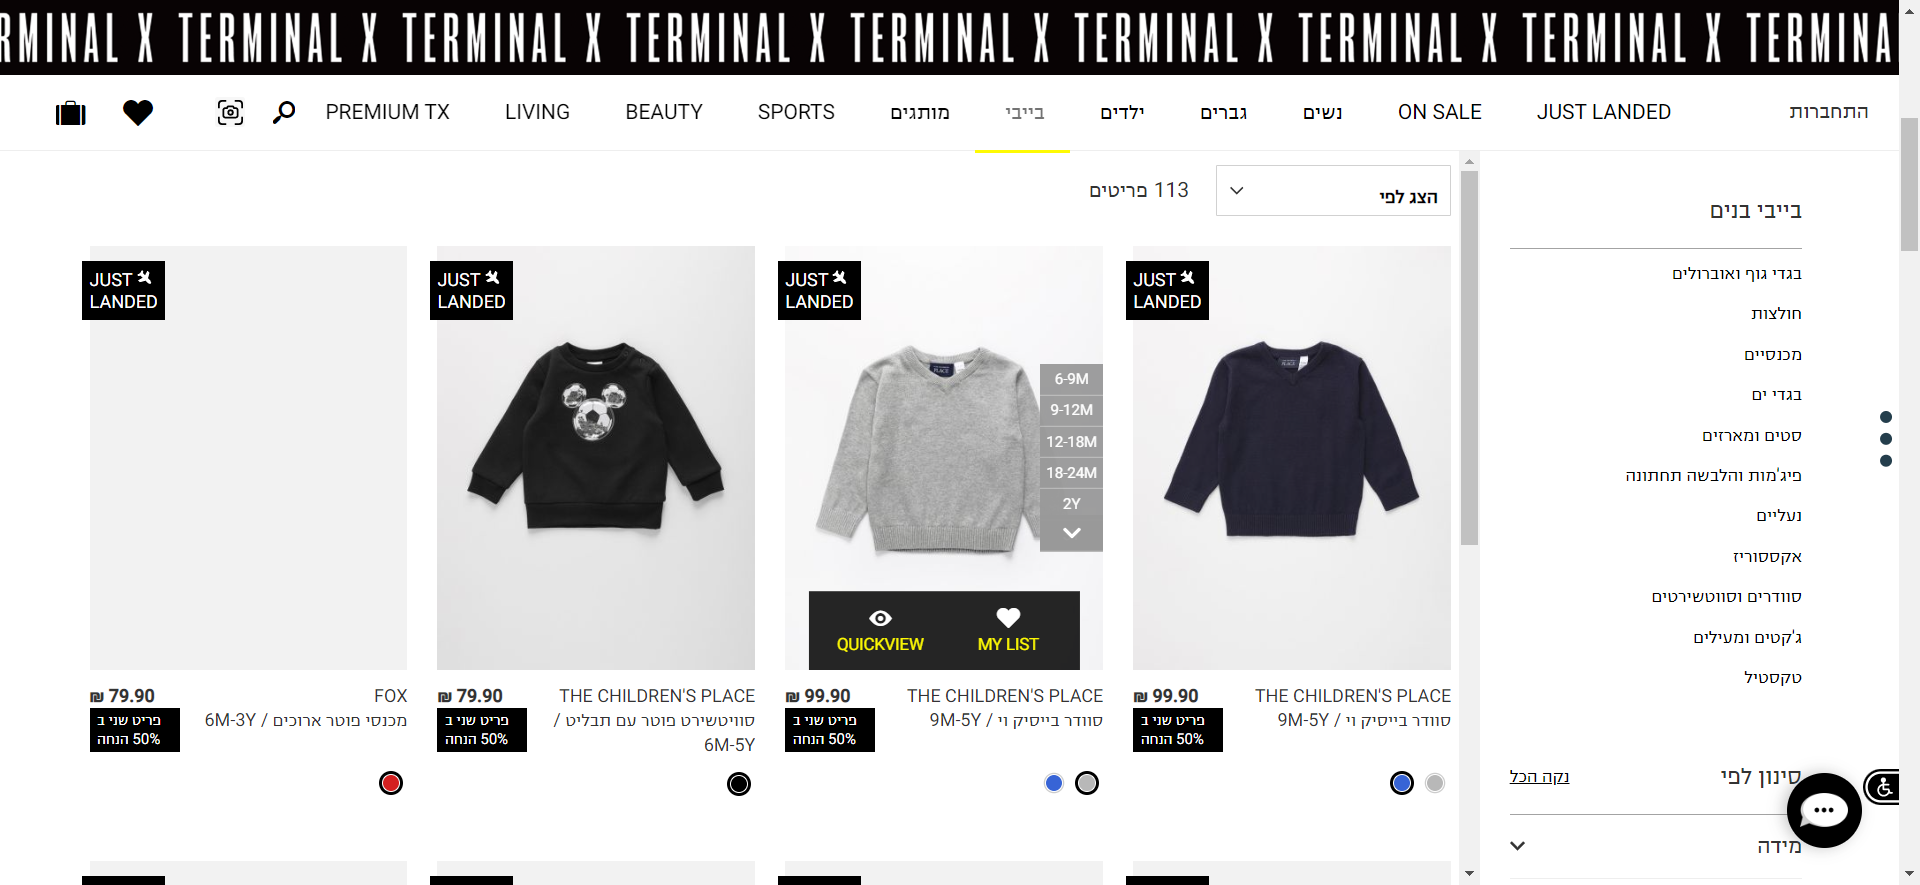 RMINAL X TERMINAL X TERMINAL X TERMINAL X TERMINAL X TERMINAL X TERMINAL X TERMINAL X TERMINA
התחברות
JUST LANDED
ON SALE
נשים
גברים
ילדים
בייבי
מותגים
SPORTS
BEAUTY
LIVING
PREMIUM TX
בייבי בנים
בגדי גוף ואוברולים
חולצות
מכנסיים
בגדי ים
סטים ומארזים
פיג'מות והלבשה תחתונה
נעליים
אקססוריז
סוודרים וסווטשירטים
ג'קטים ומעילים
טקסטיל
סינון לפי
נקה הכל
מידה
הצג לפי
113 פריטים
JUST
LANDED
PLACE
THE CHILDREN'S PLACE
₪ 99.90
סוודר בייסיק וי / 9M-5Y
פריט שני ב
50% הנחה
JUST
LANDED
PLACE
6-9M
9-12M
12-18M
18-24M
2Y
MY LIST
QUICKVIEW
THE CHILDREN'S PLACE
₪ 99.90
סוודר בייסיק וי / 9M-5Y
פריט שני ב
50% הנחה
JUST
LANDED
THE CHILDREN'S PLACE
₪ 79.90
סוויטשירט פוטר עם תבליט /
6M-5Y
פריט שני ב
50% הנחה
JUST
LANDED
FOX
₪ 79.90
מכנסי פוטר ארוכים / 6M-3Y
פריט שני ב
50% הנחה